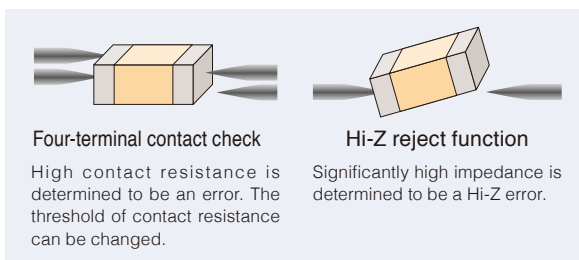 Four-terminal contact check
High contact resistance is
determined to be an error. The
threshold of contact resistance
can be changed.
Hi-Z reject function
Significantly high impedance is
determined to be a Hi-Z error.